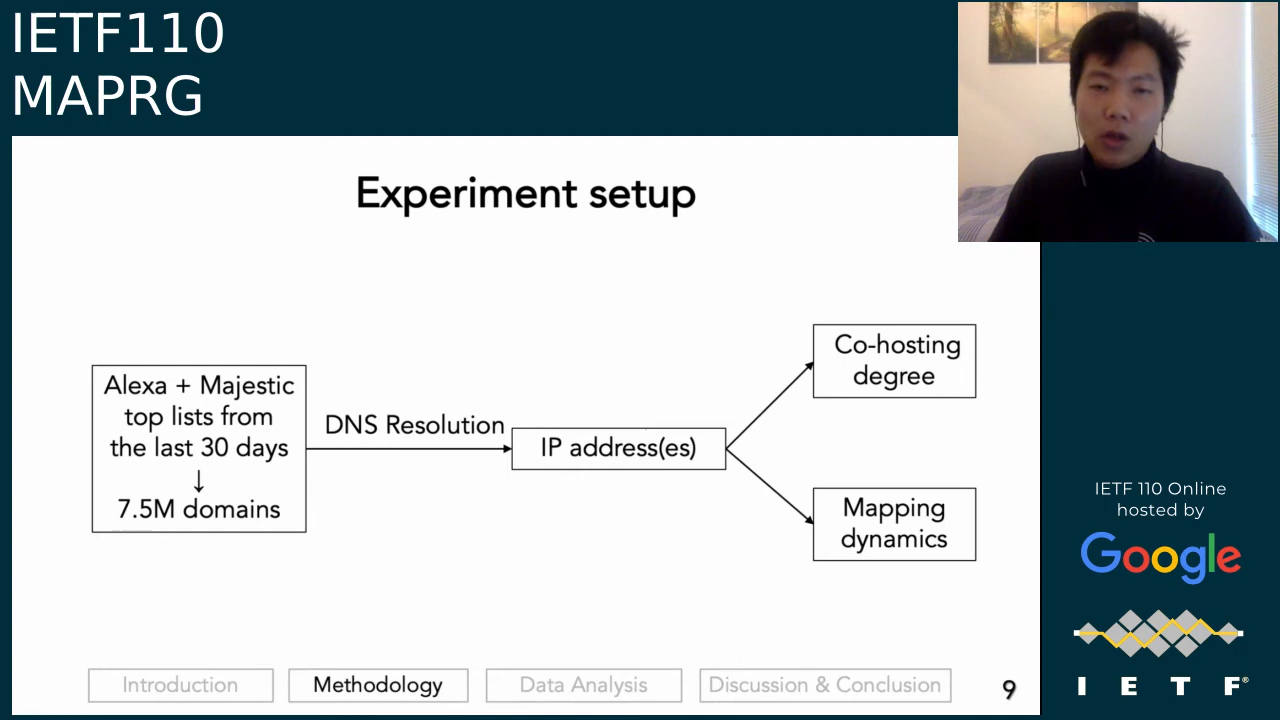 IETF110
MAPRG
Experiment setup
Alexa + Majestic
top lists from
the last 30 days
↓
7.5M domains
DNS Resolution
IP address(es)
Co-hosting
degree
Mapping
dynamics
Introduction
Methodology
Data Analysis
Discussion & Conclusion
9
IETF 110 Online
hosted by
Google
I E T F®